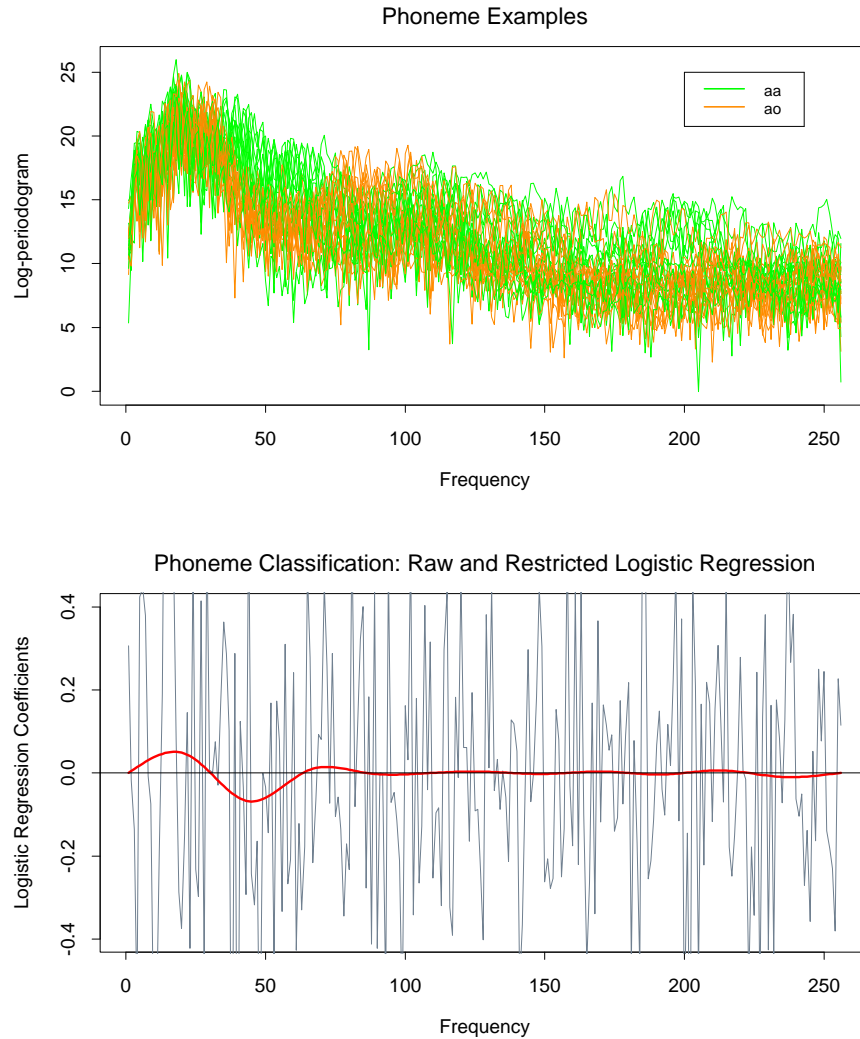 Phoneme Examples
25
20
15
10
5
0
Log-periodogram
aa
ao
0 50 100 150 200 250
Frequency
Phoneme Classification: Raw and Restricted Logistic Regression
0.4
0.2
0.0
-0.2
-0.4
Logistic Regression Coefficients
0 50 100 150 200 250
Frequency